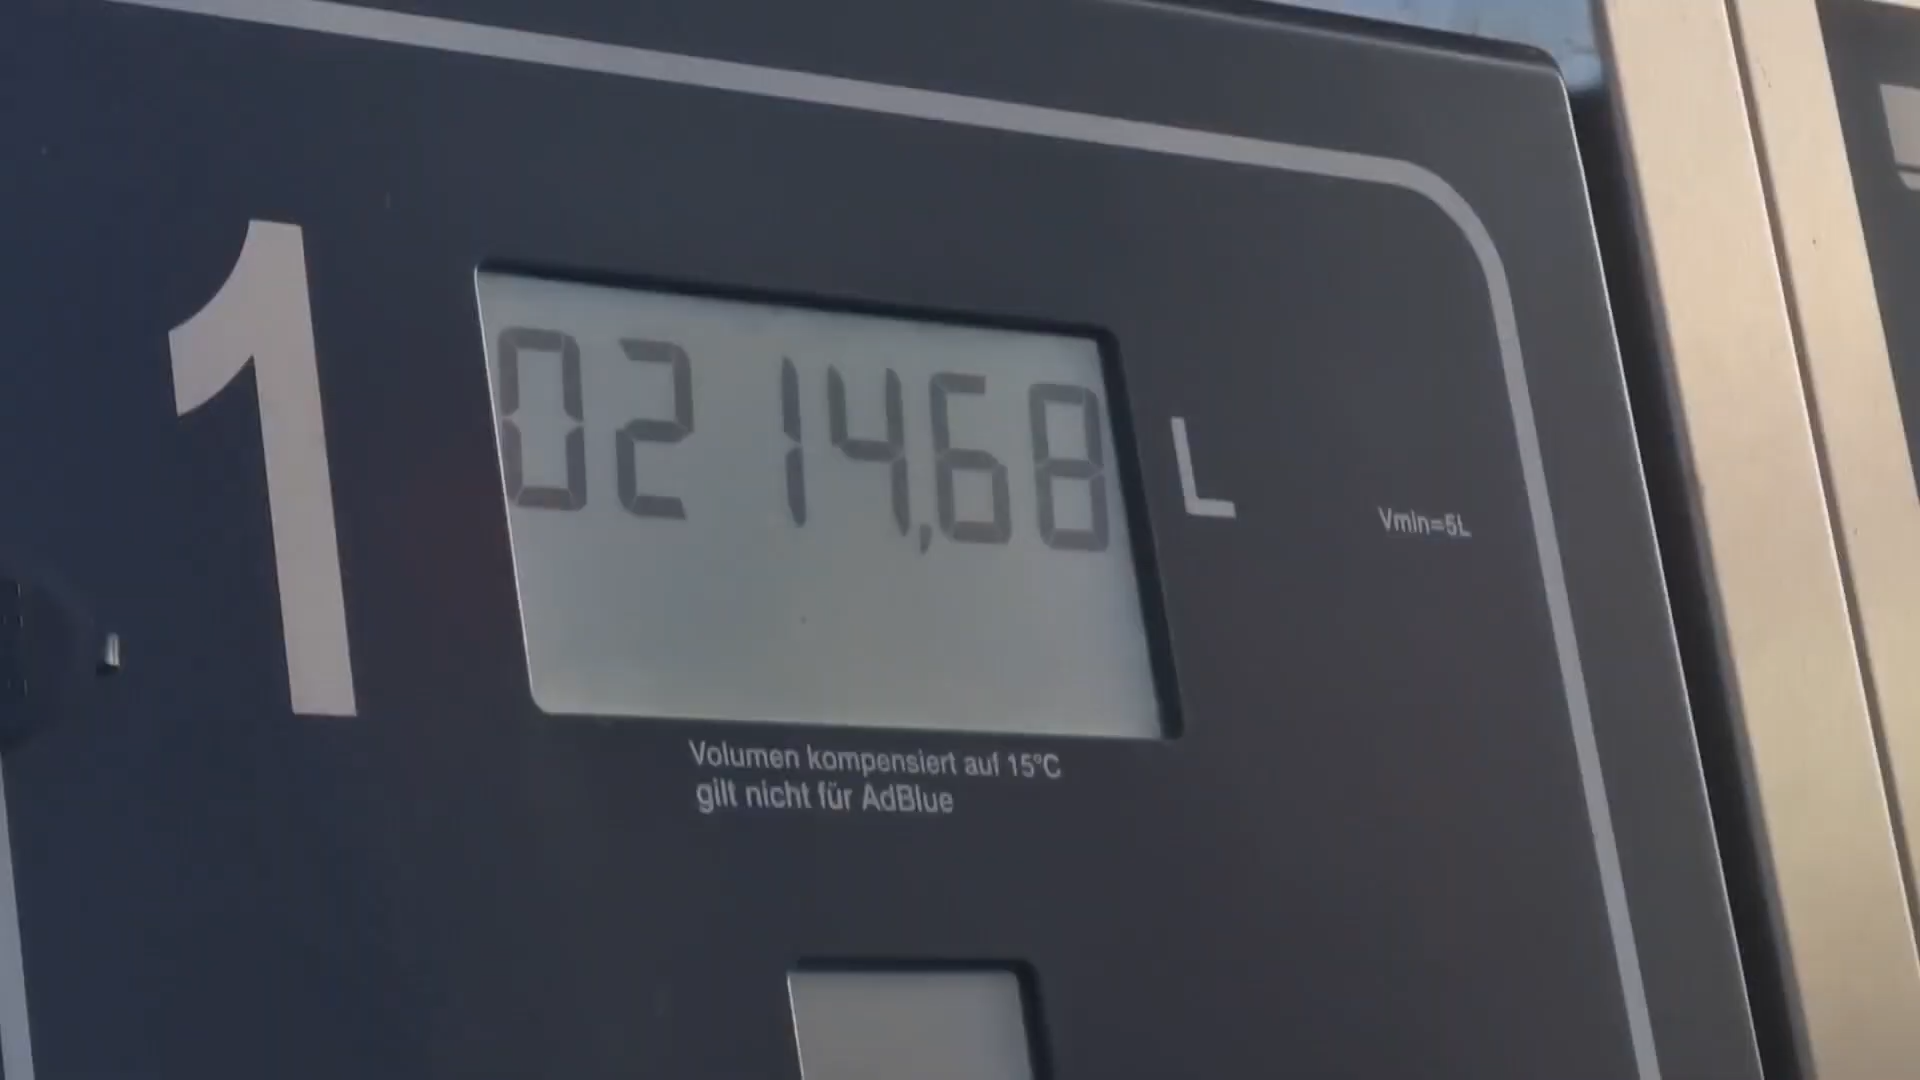 1
0214,68 L
Vmin=5L
Volumen kompensiert auf 15°C
gilt nicht für AdBlue